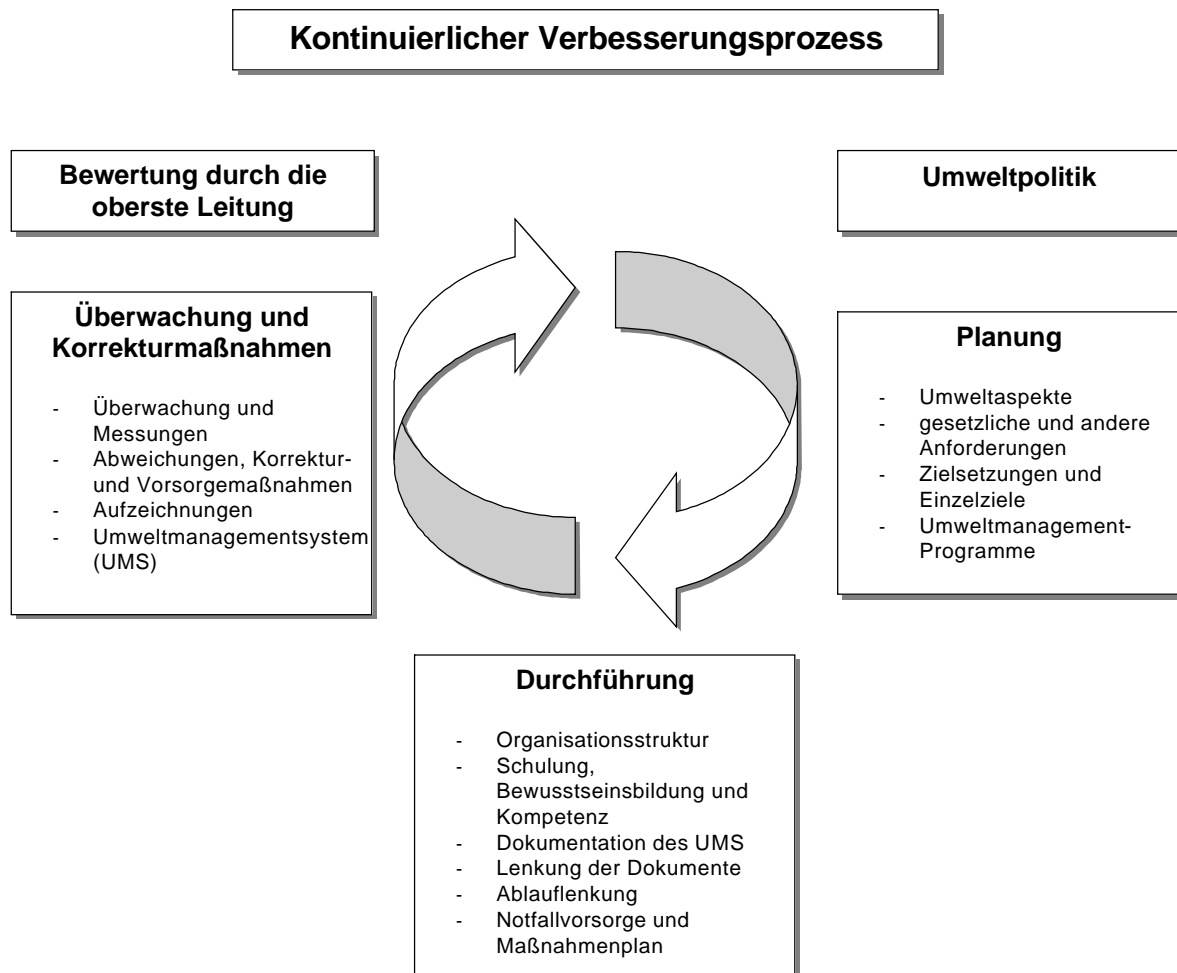 Kontinuierlicher Verbesserungsprozess
Bewertung durch die
oberste Leitung
Umweltpolitik
Überwachung und
Korrekturmaßnahmen
- Überwachung und
Messungen
- Abweichungen, Korrektur-
und Vorsorgemaßnahmen
- Aufzeichnungen
- Umweltmanagementsystem
(UMS)
Planung
- Umweltaspekte
- gesetzliche und andere
Anforderungen
- Zielsetzungen und
Einzelziele
- Umweltmanagement-
Programme
Durchführung
- Organisationsstruktur
- Schulung,
Bewusstseinsbildung und
Kompetenz
- Dokumentation des UMS
- Lenkung der Dokumente
- Ablauflenkung
- Notfallvorsorge und
Maßnahmenplan